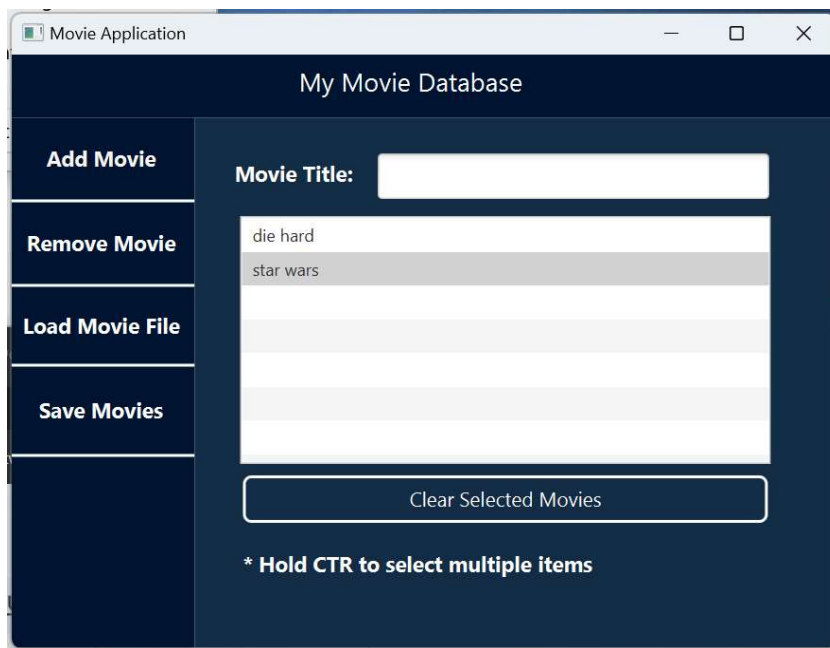 Movie Application
My Movie Database
Add Movie
Remove Movie
Load Movie File
Save Movies
Movie Title:
die hard
star wars
Clear Selected Movies
* Hold CTR to select multiple items